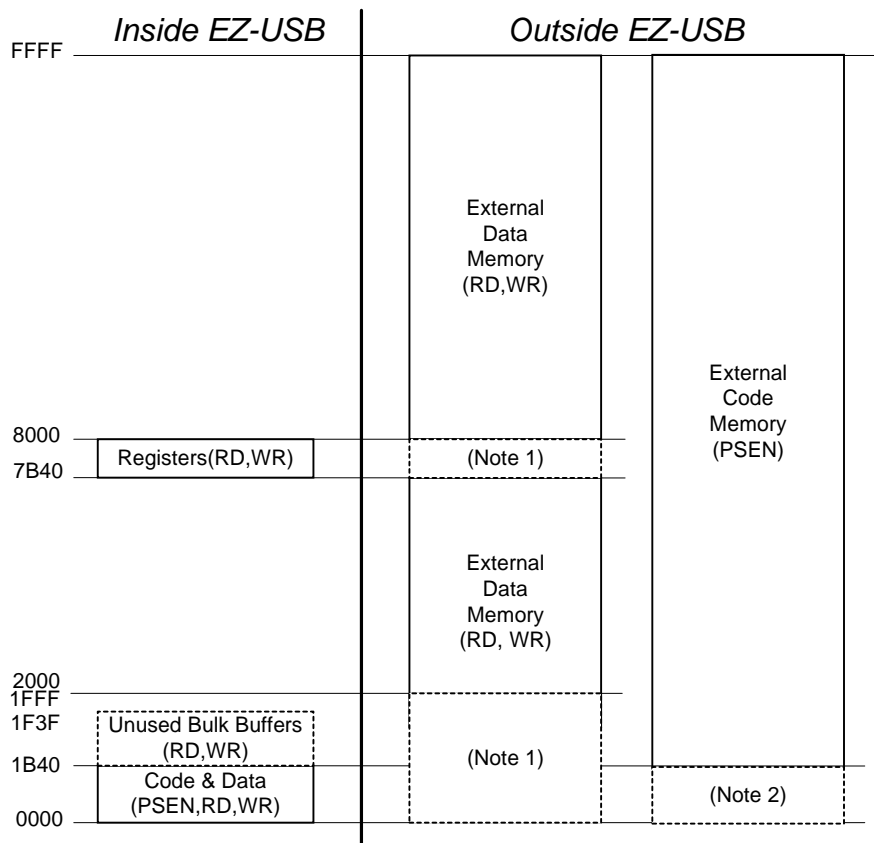 Inside EZ-USB
Outside EZ-USB
FFFF
External
Data
Memory
(RD,WR)
External
Code
Memory
(PSEN)
8000
Registers(RD,WR)
(Note 1)
7B40
External
Data
Memory
(RD, WR)
2000
1FFF
1F3F
Unused Bulk Buffers
(RD,WR)
(Note 1)
1B40
Code & Data
(PSEN,RD,WR)
(Note 2)
0000